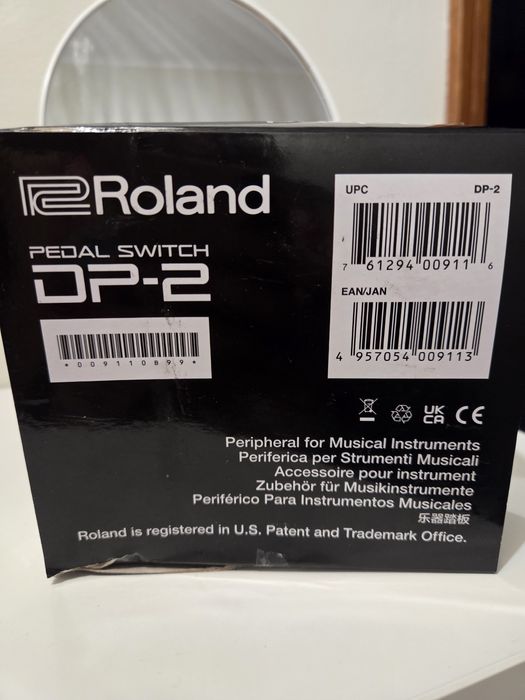 Roland
PEDAL SWITCH
DP-2
*009110B99*
UPC DP-2
7 61294 00911 6
EAN/JAN
4 957054 009113
UK
CA
CE
Peripheral for Musical Instruments
Periferica per Strumenti Musicali
Accessoire pour instrument
Zubehör für Musikinstrumente
Periférico Para Instrumentos Musicales
乐器踏板
Roland is registered in U.S. Patent and Trademark Office.